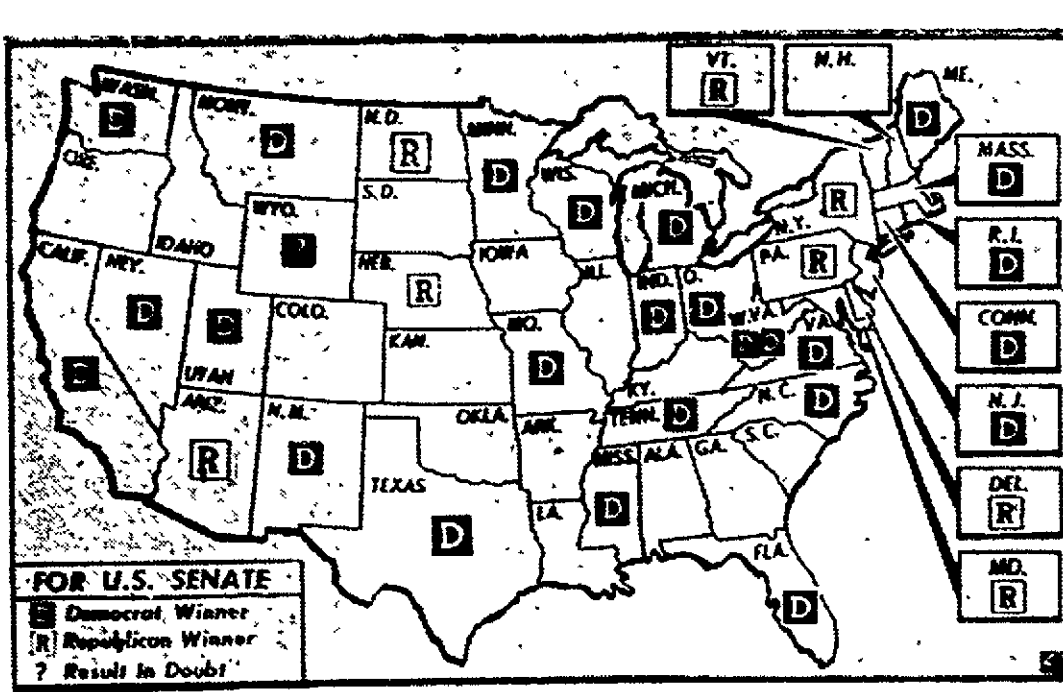 VT.
R
N.H.
ME.
D
WASH.
D
MONT.
D
N.D.
R
MINN.
D
MASS.
D
ORE.
S.D.
WIS.
D
MICH.
D
N.Y.
R
WYO.
?
IDAHO
R.I.
D
CALIF.
D
NEV.
D
NEB.
R
IOWA
ILL.
IND.
D
O.
D
PA.
R
COLO.
UTAH
D
KAN.
MO.
D
W.VA.
D D
VA.
D
CONN.
D
KY.
ARIZ.
R
N.M.
D
OKLA.
ARK.
TENN.
D
N.C.
D
S.C.
N.J.
D
MISS.
D
ALA.
GA.
TEXAS
D
LA.
DEL.
R
FLA.
D
MD.
R
FOR U.S. SENATE
D Democrat Winner
R Republican Winner
? Result In Doubt